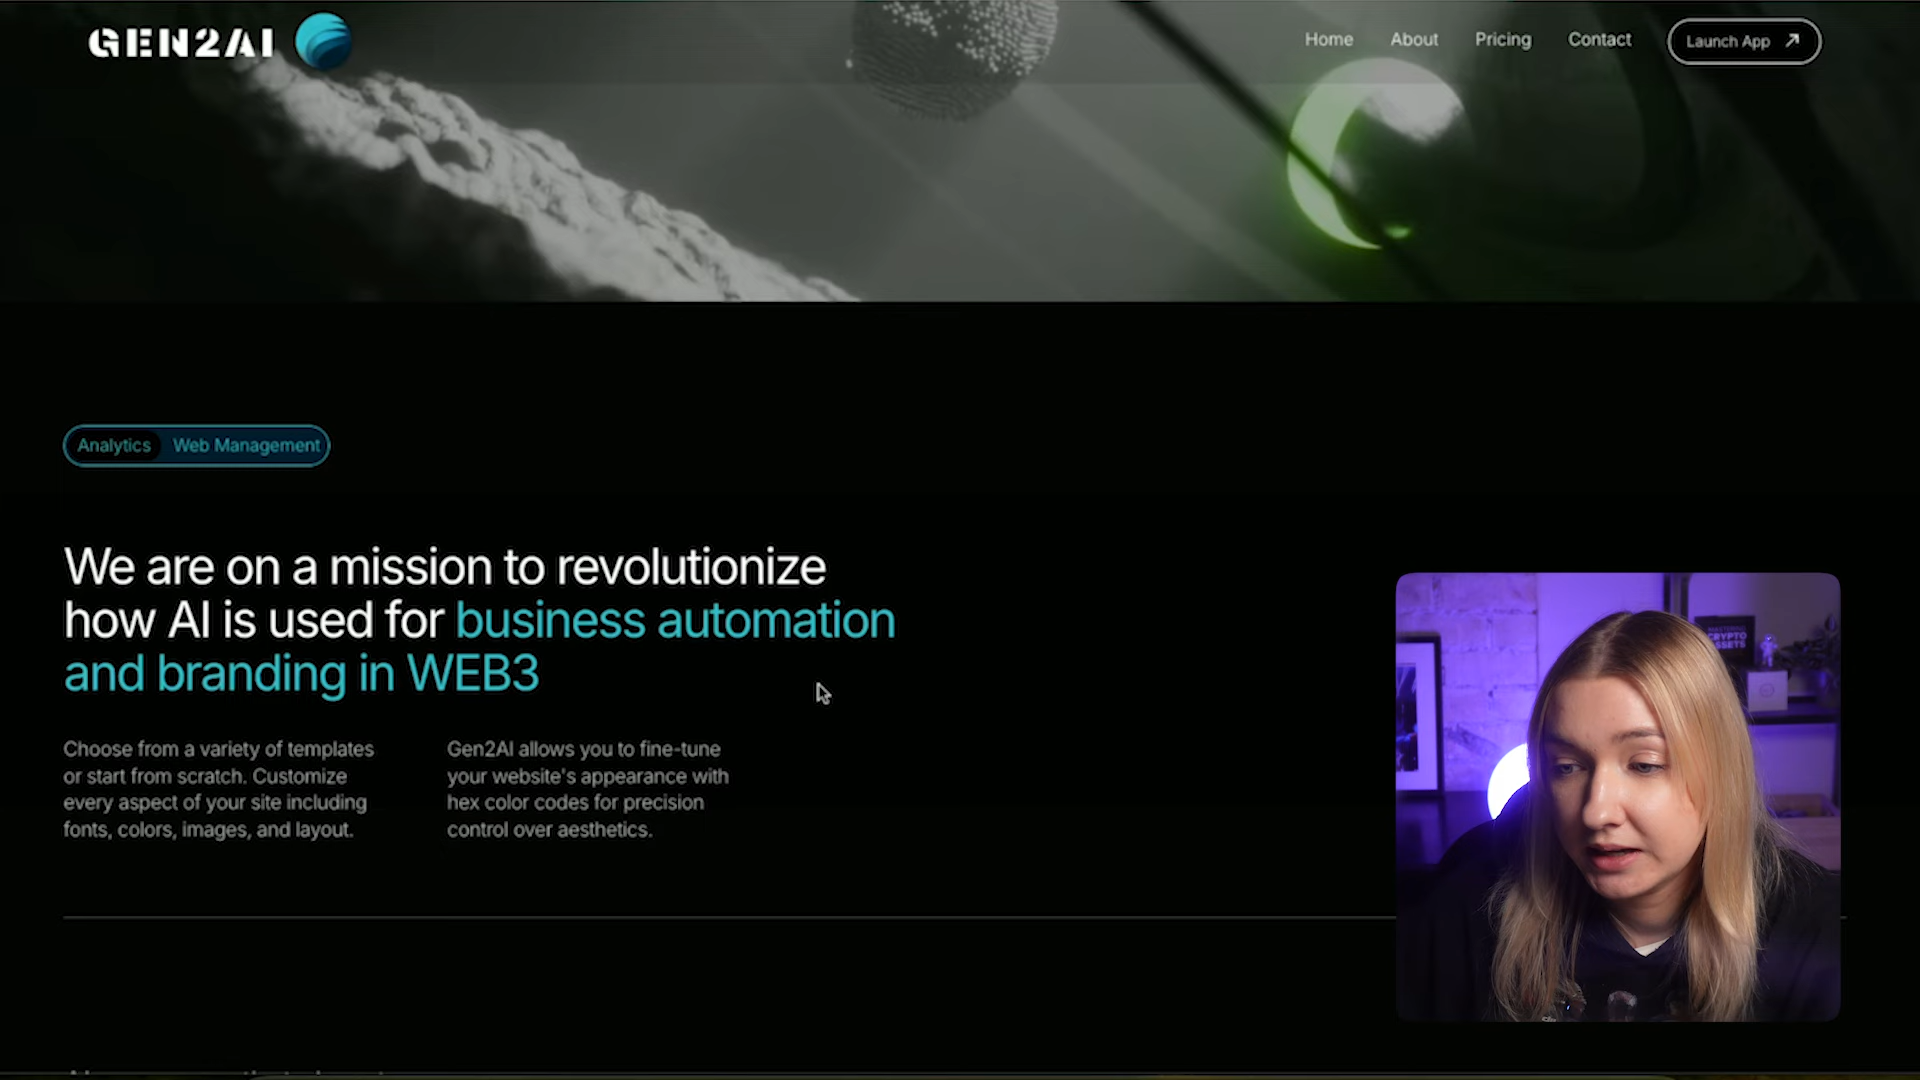 GEN2AI
Home About Pricing Contact Launch App
Analytics Web Management
We are on a mission to revolutionize
how AI is used for business automation
and branding in WEB3
Choose from a variety of templates
or start from scratch. Customize
every aspect of your site including
fonts, colors, images, and layout.
Gen2AI allows you to fine-tune
your website's appearance with
hex color codes for precision
control over aesthetics.
CRYPTO
ASSETS